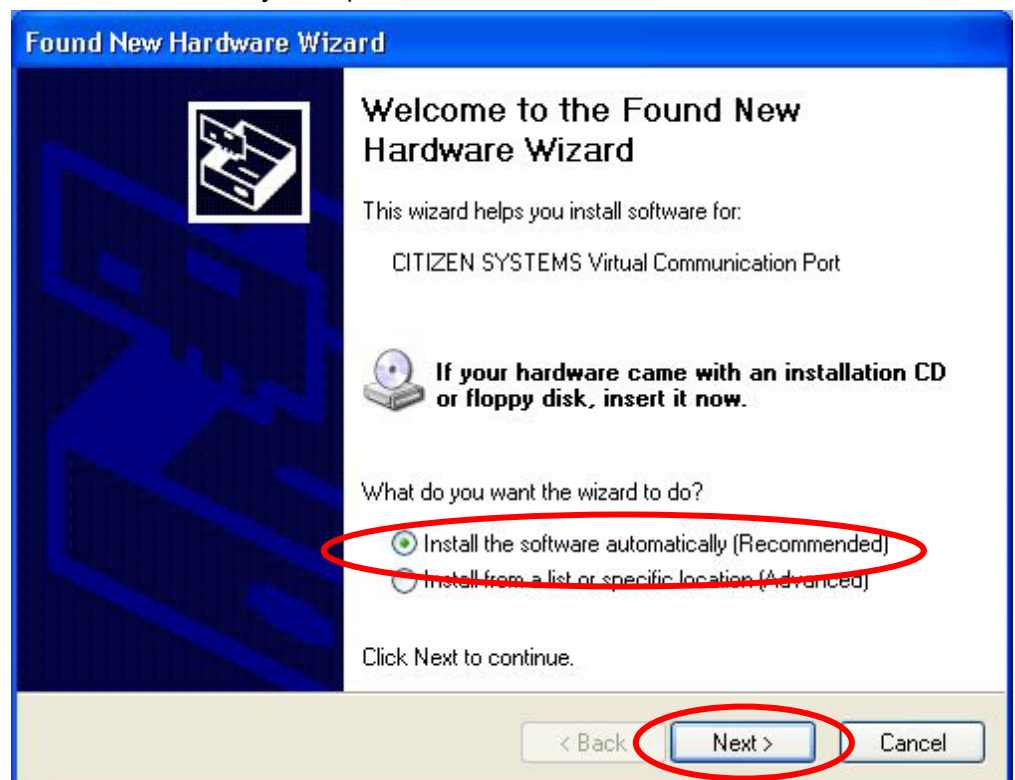 Found New Hardware Wizard
Welcome to the Found New
Hardware Wizard
This wizard helps you install software for:
CITIZEN SYSTEMS Virtual Communication Port
If your hardware came with an installation CD
or floppy disk, insert it now.
What do you want the wizard to do?
Install the software automatically (Recommended)
Install from a list or specific location (Advanced)
Click Next to continue.
< Back
Next >
Cancel